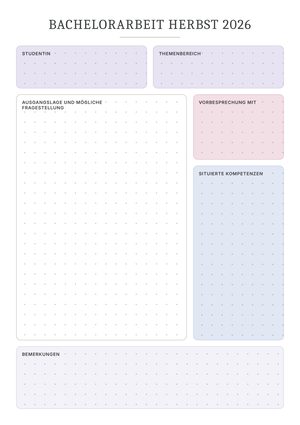 BACHELORARBEIT HERBST 2026
STUDENTIN
THEMENBEREICH
AUSGANGSLAGE UND MÖGLICHE
FRAGESTELLUNG
VORBESPRECHUNG MIT
SITUIERTE KOMPETENZEN
BEMERKUNGEN